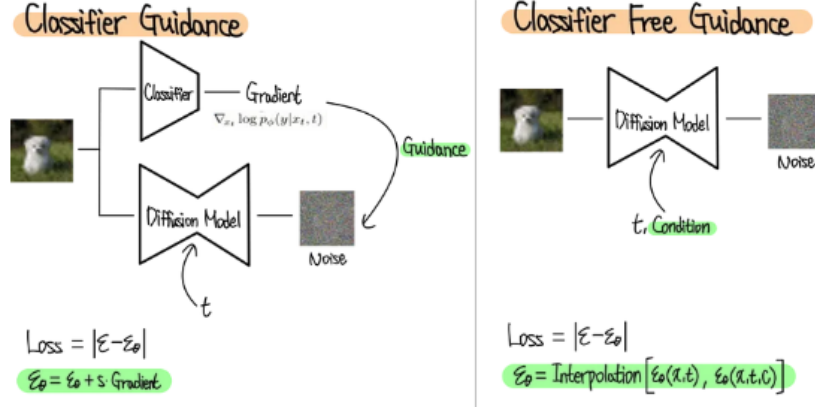 Classifier Guidance
Classifier
Gradient
∇ₓₜ log pᵩ(y|xₜ, t)
Guidance
Diffusion Model
Noise
t
Loss = |ε-εθ|
εθ = εθ + s·Gradient
Classifier Free Guidance
Diffusion Model
Noise
t, Condition
Loss = |ε-εθ|
εθ = Interpolation[εθ(x,t), εθ(x,t,c)]